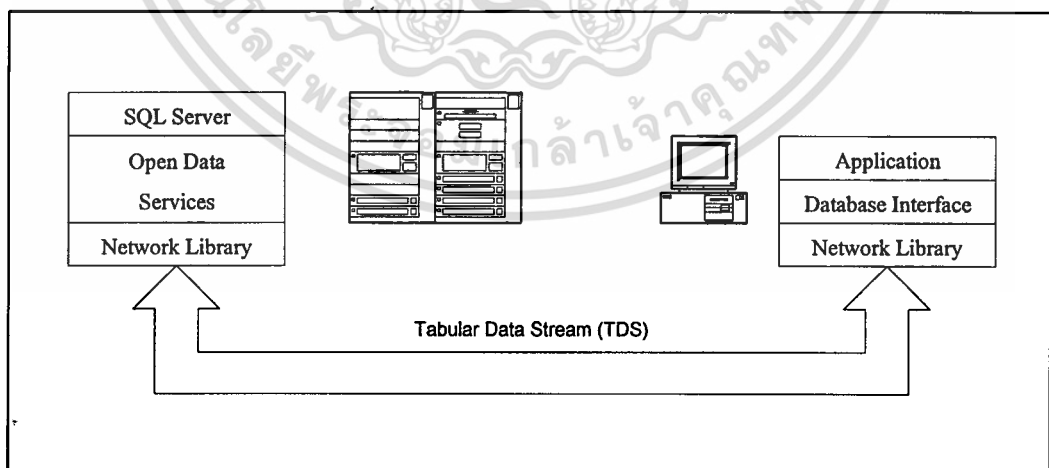 SQL Server
Open Data
Services
Network Library
Application
Database Interface
Network Library
Tabular Data Stream (TDS)